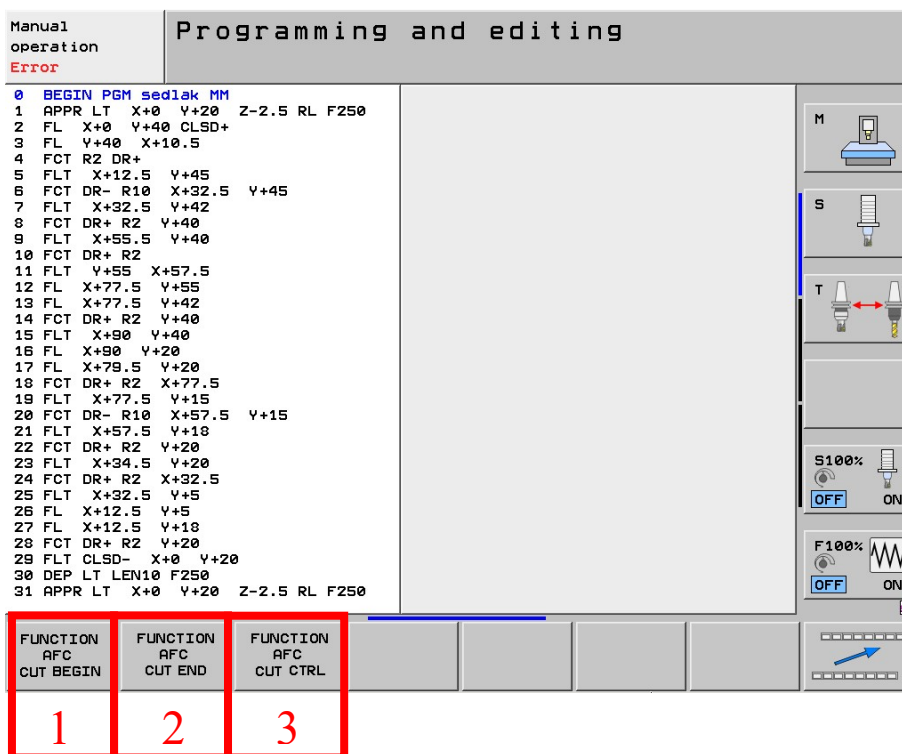 Manual
operation
Error
Programming and editing
0 BEGIN PGM sedlak MM
1 APPR LT X+0 Y+20 Z-2.5 RL F250
2 FL X+0 Y+40 CLSD+
3 FL Y+40 X+10.5
4 FCT R2 DR+
5 FLT X+12.5 Y+45
6 FCT DR- R10 X+32.5 Y+45
7 FLT X+32.5 Y+42
8 FCT DR+ R2 Y+40
9 FLT X+55.5 Y+40
10 FCT DR+ R2
11 FLT Y+55 X+57.5
12 FL X+77.5 Y+55
13 FL X+77.5 Y+42
14 FCT DR+ R2 Y+40
15 FLT X+90 Y+40
16 FL X+90 Y+20
17 FL X+79.5 Y+20
18 FCT DR+ R2 X+77.5
19 FLT X+77.5 Y+15
20 FCT DR- R10 X+57.5 Y+15
21 FLT X+57.5 Y+18
22 FCT DR+ R2 Y+20
23 FLT X+34.5 Y+20
24 FCT DR+ R2 X+32.5
25 FLT X+32.5 Y+5
26 FL X+12.5 Y+5
27 FL X+12.5 Y+18
28 FCT DR+ R2 Y+20
29 FLT CLSD- X+0 Y+20
30 DEP LT LEN10 F250
31 APPR LT X+0 Y+20 Z-2.5 RL F250
M
S
T
S100%
OFF ON
F100%
OFF ON
FUNCTION
AFC
CUT BEGIN
FUNCTION
AFC
CUT END
FUNCTION
AFC
CUT CTRL
1
2
3